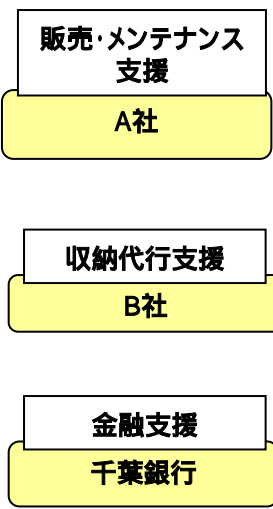 販売・メンテナンス
支援
A社
収納代行支援
B社
金融支援
千葉銀行